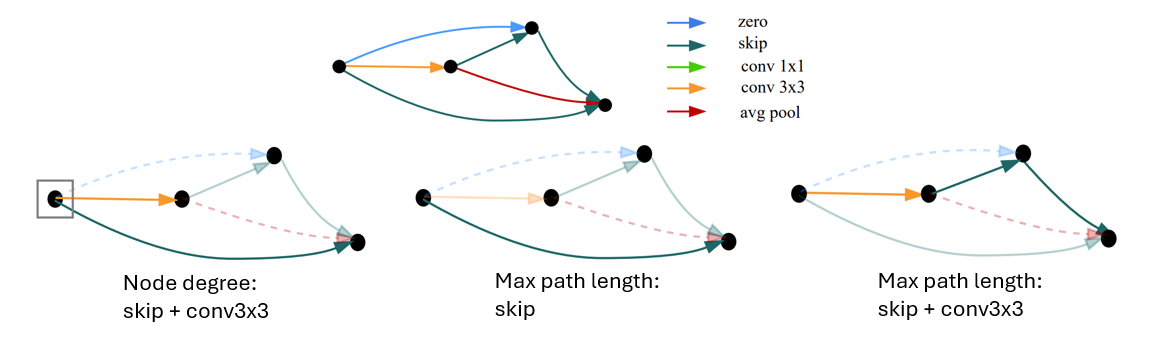 zero
skip
conv 1x1
conv 3x3
avg pool
Node degree:
skip + conv3x3
Max path length:
skip
Max path length:
skip + conv3x3